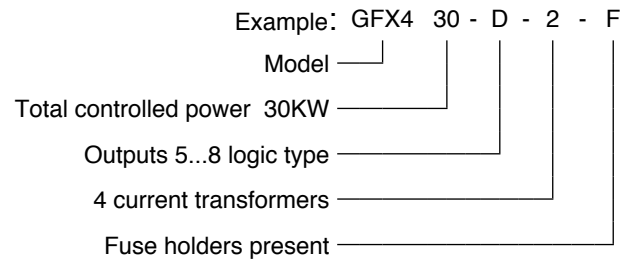 Example: GFX4 30 - D - 2 - F
Model
Total controlled power 30KW
Outputs 5...8 logic type
4 current transformers
Fuse holders present